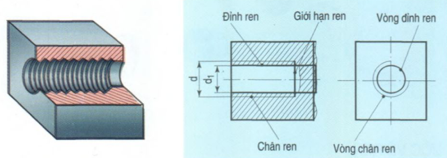 Đỉnh ren
Giới hạn ren
Vòng đỉnh ren
d
d₁
Chân ren
Vòng chân ren